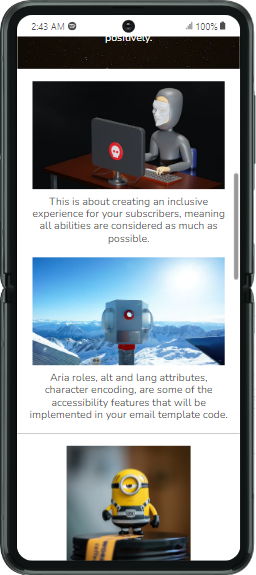 2:43 AM
100%
positively.
This is about creating an inclusive
experience for your subscribers, meaning
all abilities are considered as much as
possible.
Aria roles, alt and lang attributes,
character encoding, are some of the
accessibility features that will be
implemented in your email template code.